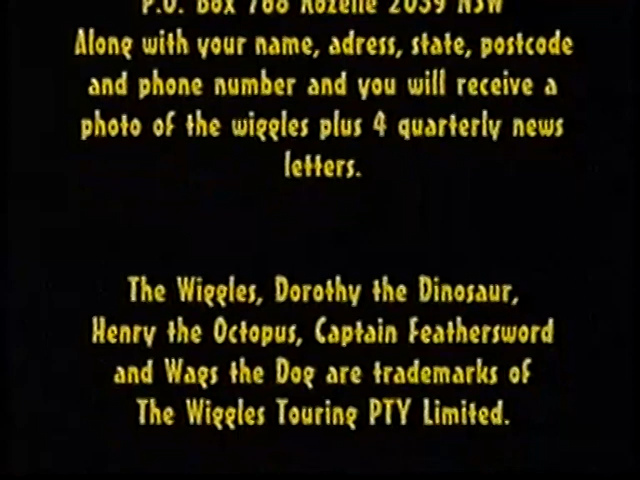 P.O. Box 768 Rozelle 2039 NSW
Along with your name, adress, state, postcode
and phone number and you will receive a
photo of the wiggles plus 4 quarterly news
letters.
The Wiggles, Dorothy the Dinosaur,
Henry the Octopus, Captain Feathersword
and Wags the Dog are trademarks of
The Wiggles Touring PTY Limited.